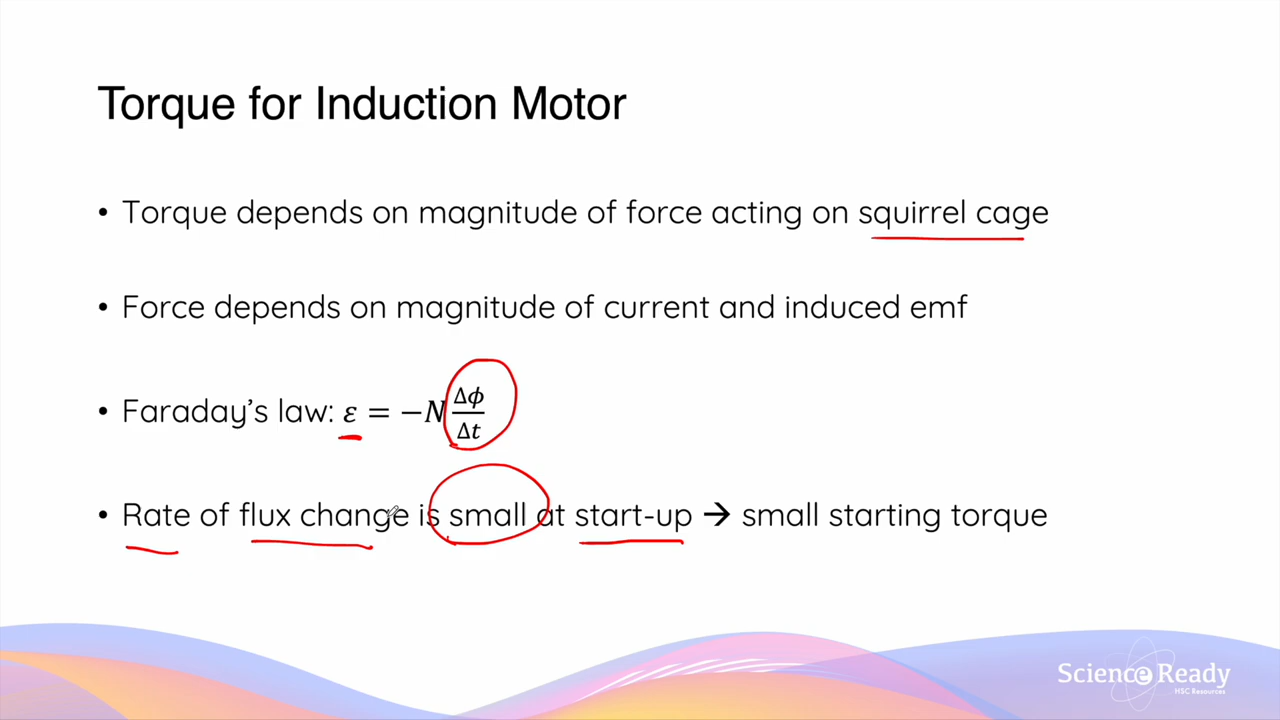 Torque for Induction Motor
• Torque depends on magnitude of force acting on squirrel cage
• Force depends on magnitude of current and induced emf
• Faraday's law: ε = −N Δϕ/Δt
• Rate of flux change is small at start-up → small starting torque
Science Ready
HSC Resources